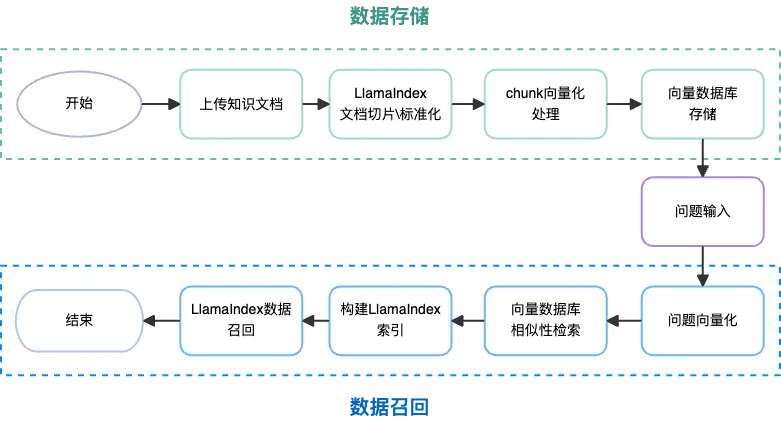 数据存储
开始
上传知识文档
LlamaIndex
文档切片\标准化
chunk向量化
处理
向量数据库
存储
问题输入
结束
LlamaIndex数据
召回
构建LlamaIndex
索引
向量数据库
相似性检索
问题向量化
数据召回